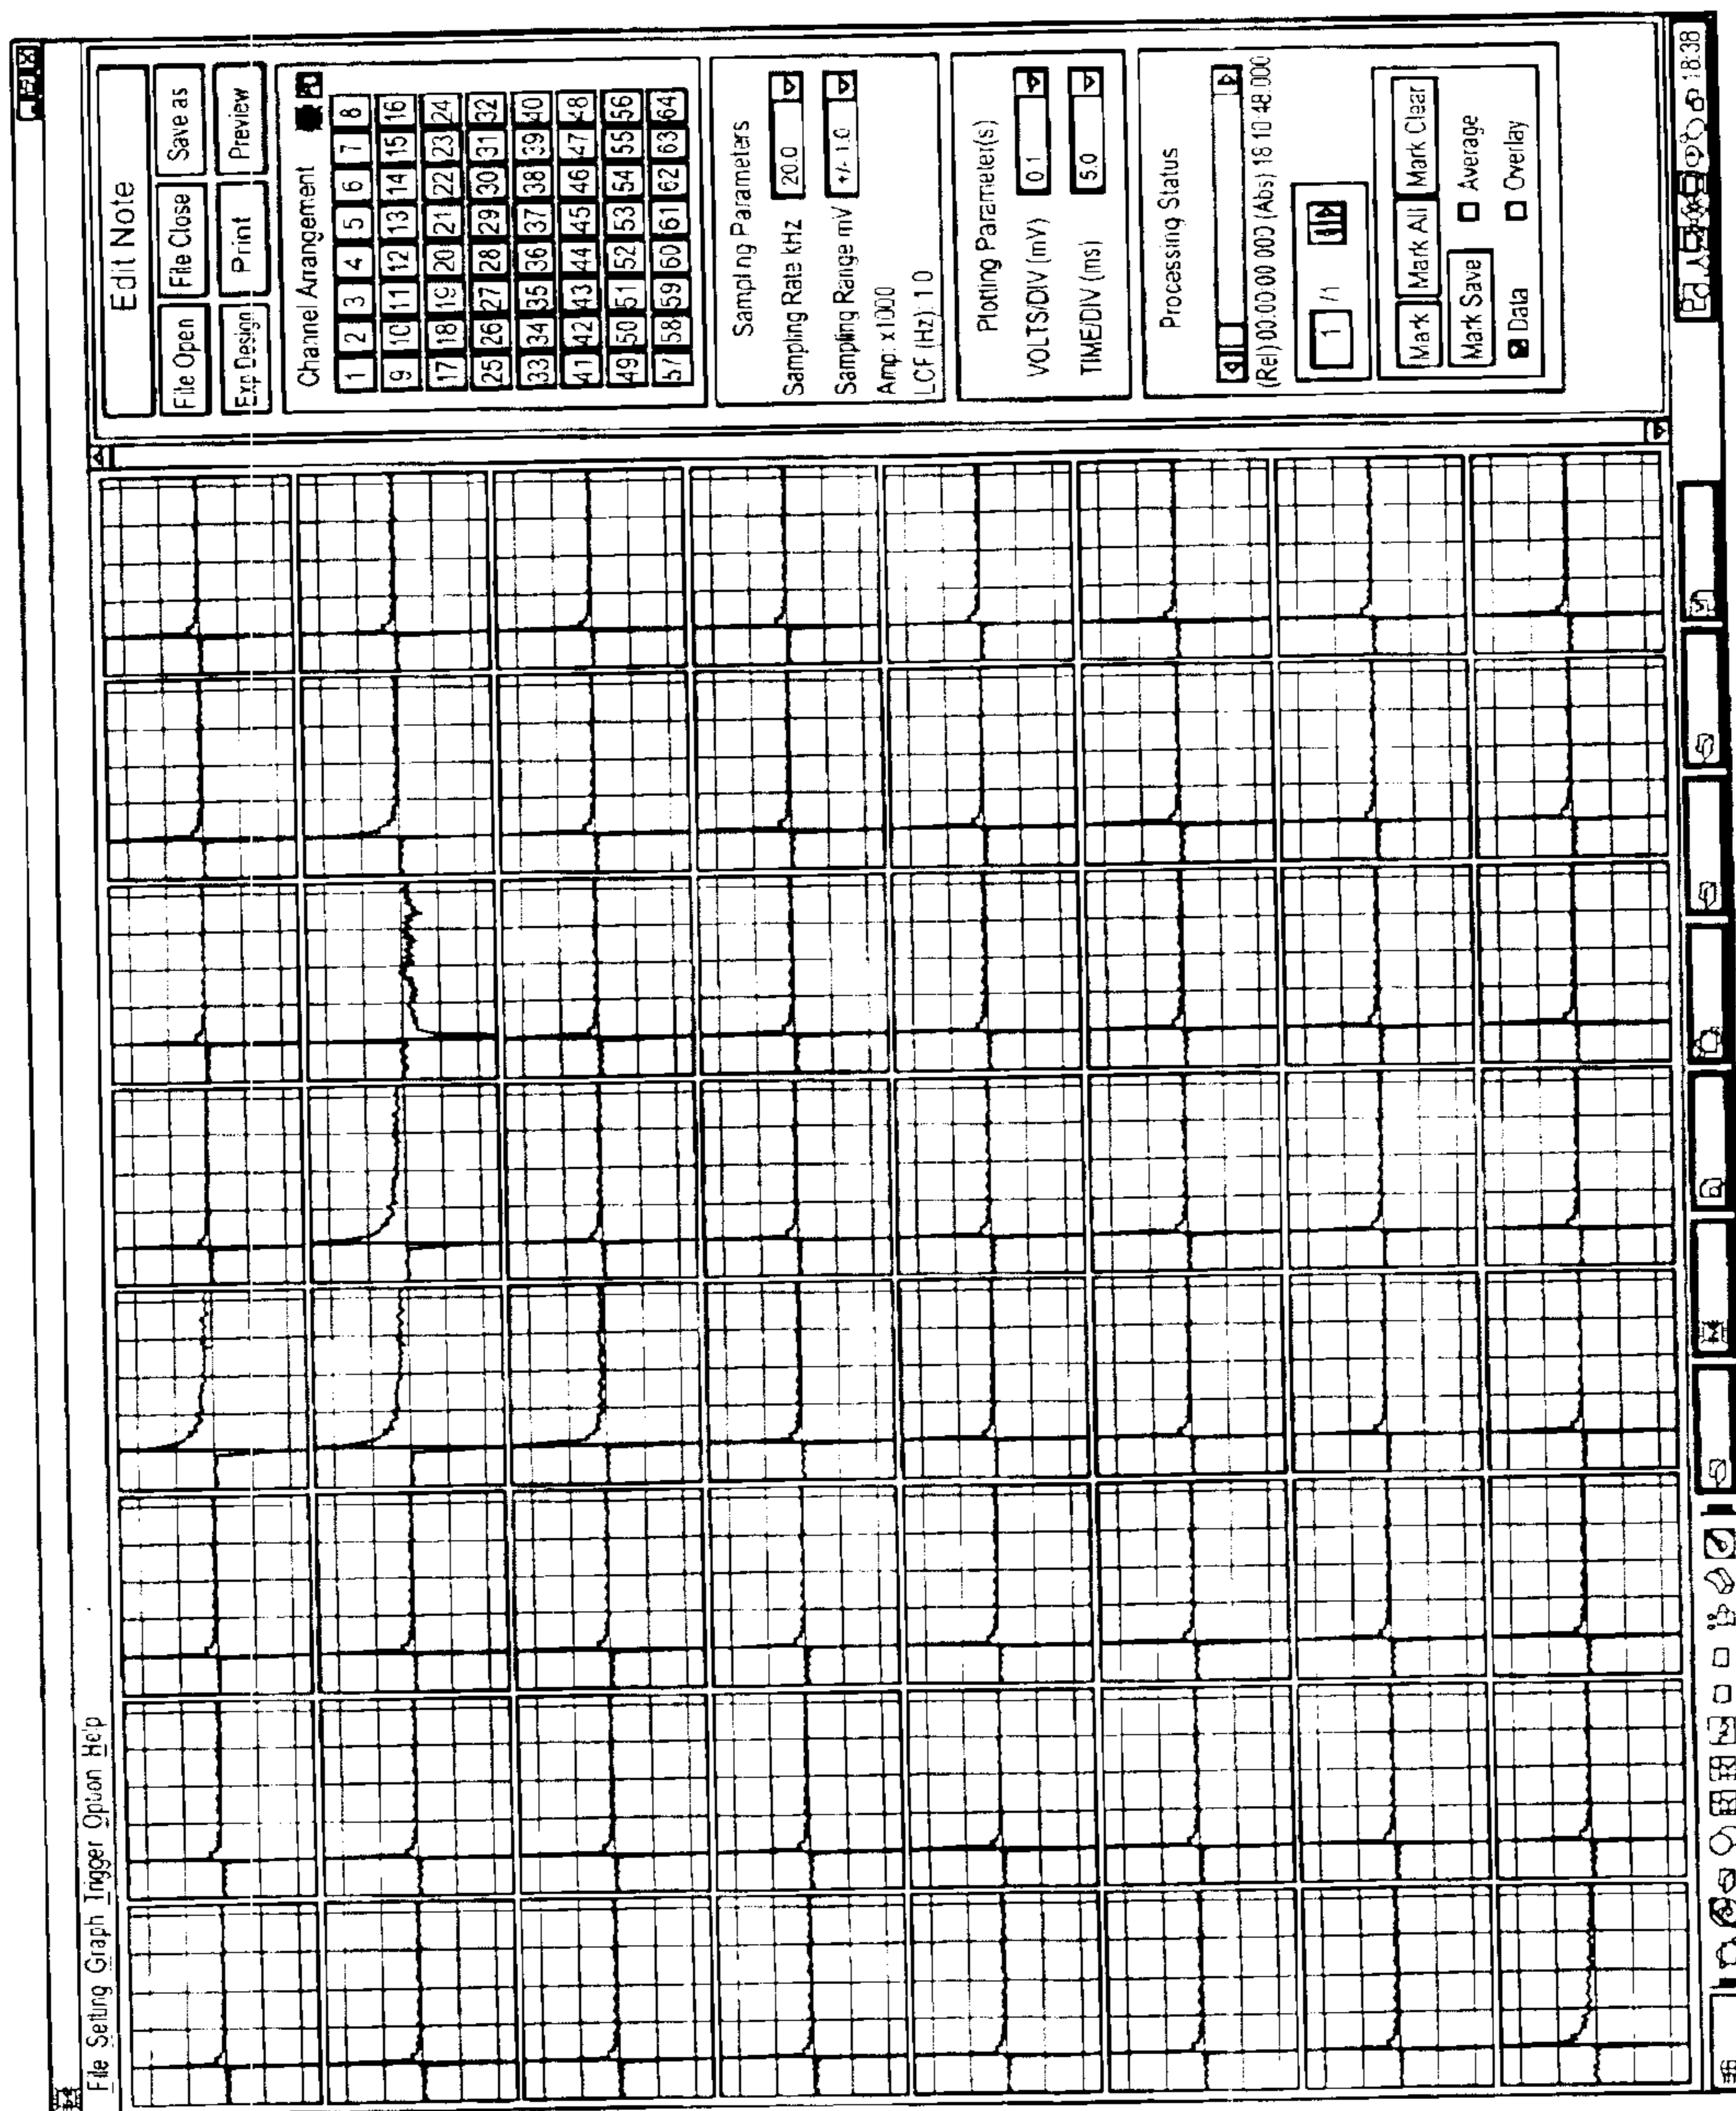 File Setting Graph Trigger Option Help
Edit Note
File Open File Close Save as
Exp Design Print Preview
Channel Arrangement
1 2 3 4 5 6 7 8
9 10 11 12 13 14 15 16
17 18 19 20 21 22 23 24
25 26 27 28 29 30 31 32
33 34 35 36 37 38 39 40
41 42 43 44 45 46 47 48
49 50 51 52 53 54 55 56
57 58 59 60 61 62 63 64
Sampling Parameters
Sampling Rate kHz 20.0
Sampling Range mV +/- 1.0
Amp: x1000
LCF (Hz): 1.0
Plotting Parameter(s)
VOLTS/DIV (mV) 0.1
TIME/DIV (ms) 5.0
Processing Status
(Rel) 00:00:00 000 (Abs) 18:10:48.000
1 /1
Mark Mark All Mark Clear
Mark Save
Data Average
Overlay
18:38